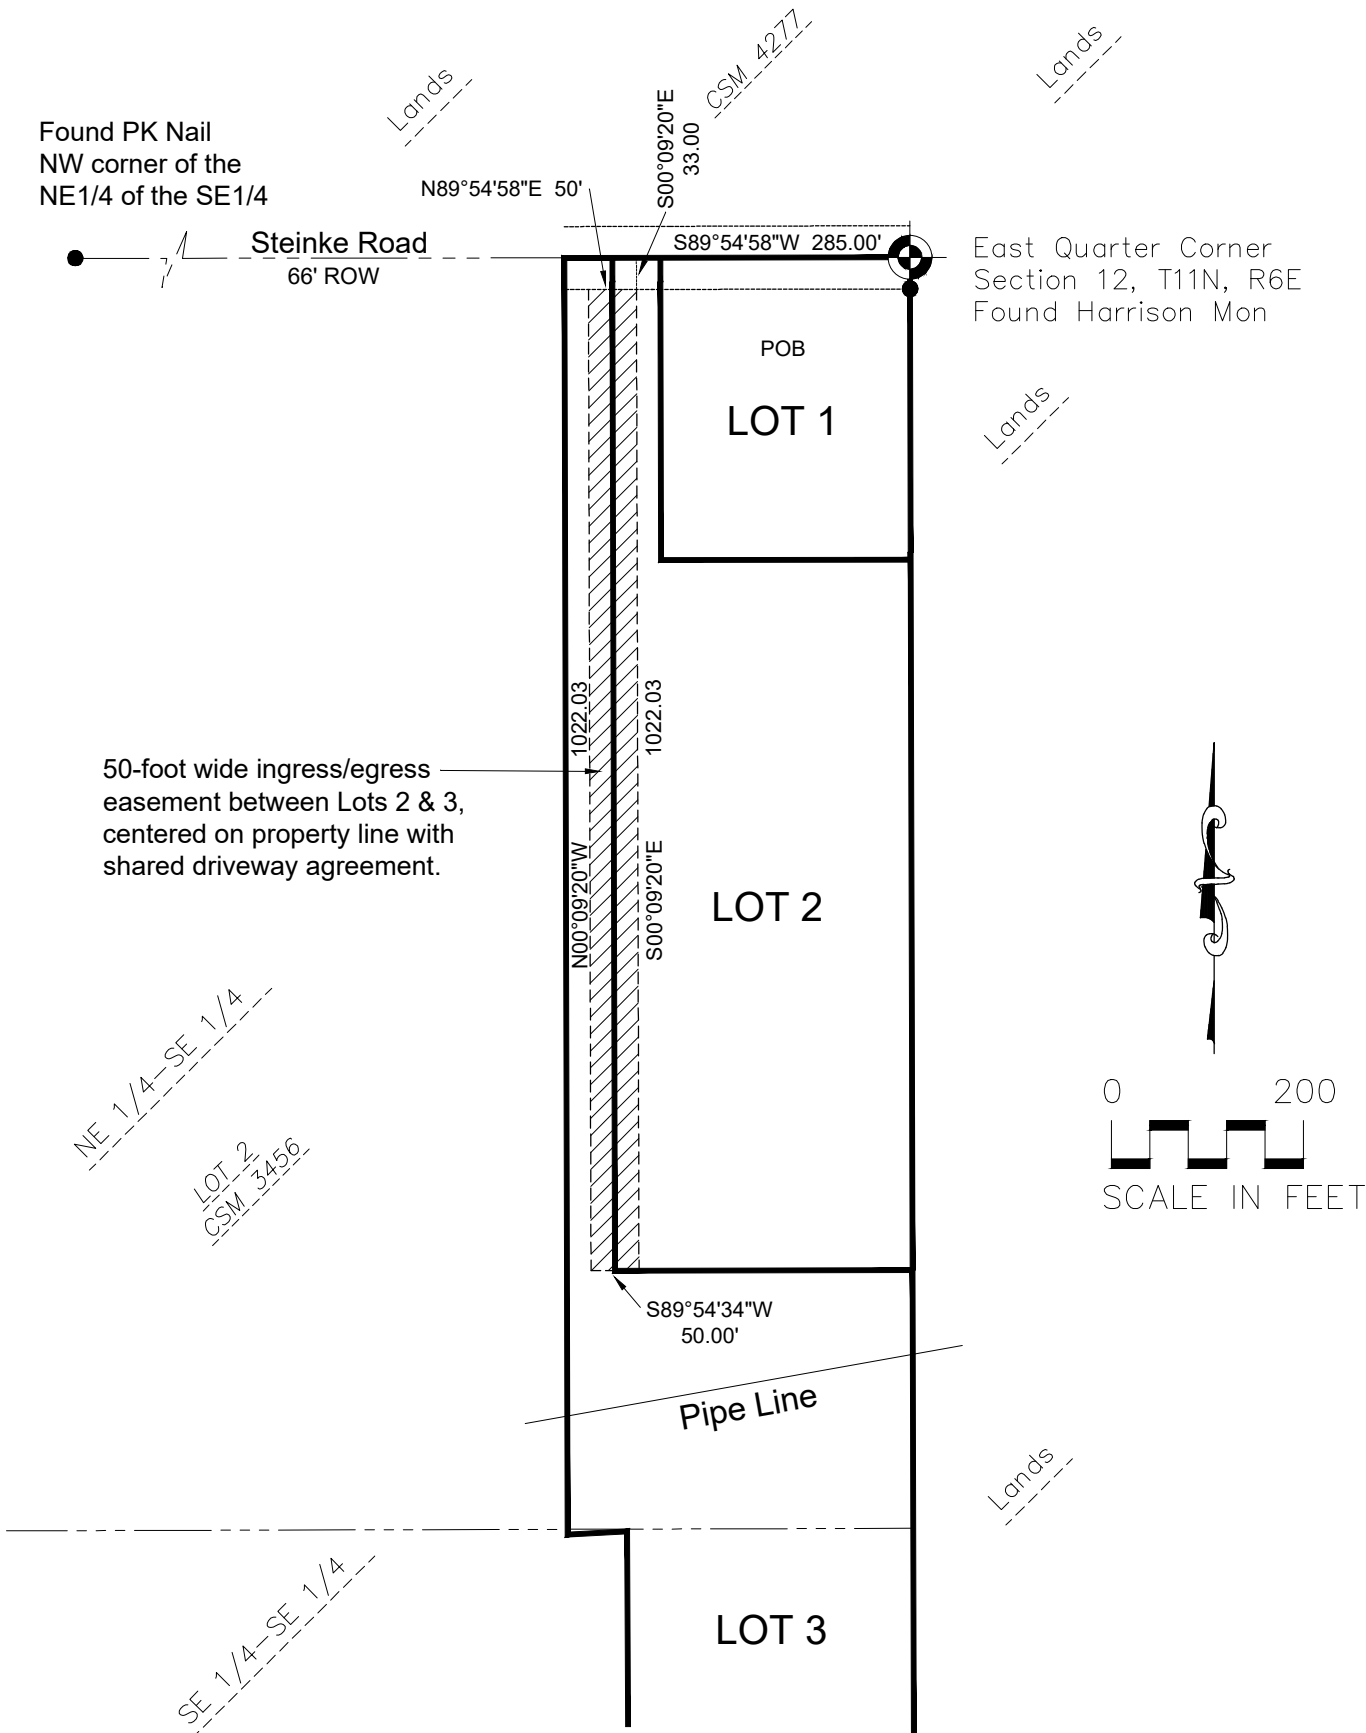 Lands
CSM 4277
Lands
Found PK Nail
NW corner of the
NE1/4 of the SE1/4
S00°09'20"E
33.00
N89°54'58"E 50'
Steinke Road
66' ROW
S89°54'58"W 285.00'
East Quarter Corner
Section 12, T11N, R6E
Found Harrison Mon
POB
LOT 1
Lands
1022.03
1022.03
50-foot wide ingress/egress
easement between Lots 2 & 3,
centered on property line with
shared driveway agreement.
N00°09'20"W
S00°09'20"E
LOT 2
NE 1/4-SE 1/4
LOT 2
CSM 3456
0 200
SCALE IN FEET
S89°54'34"W
50.00'
Pipe Line
Lands
SE 1/4-SE 1/4
LOT 3